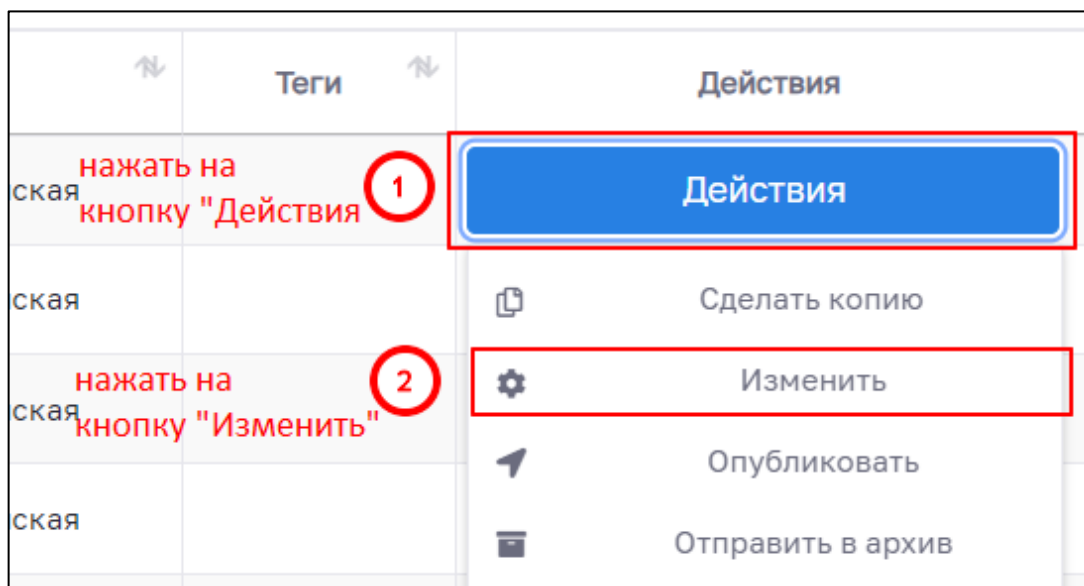 Теги
Действия
нажать на
ская
кнопку "Действия
1
Действия
ская
Сделать копию
нажать на
2
Изменить
ская
кнопку "Изменить"
Опубликовать
ская
Отправить в архив